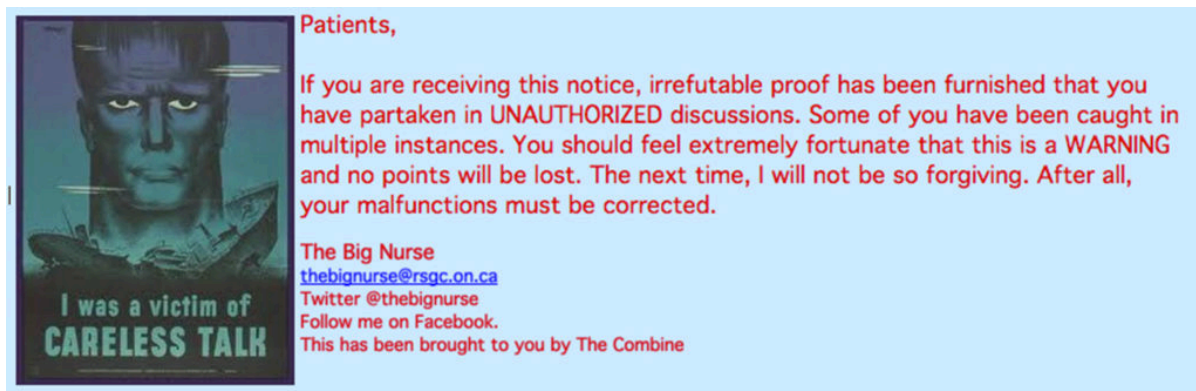 Patients,
If you are receiving this notice, irrefutable proof has been furnished that you
have partaken in UNAUTHORIZED discussions. Some of you have been caught in
multiple instances. You should feel extremely fortunate that this is a WARNING
and no points will be lost. The next time, I will not be so forgiving. After all,
your malfunctions must be corrected.
The Big Nurse
thebignurse@rsgc.on.ca
Twitter @thebignurse
Follow me on Facebook.
This has been brought to you by The Combine
I was a victim of
CARELESS TALK